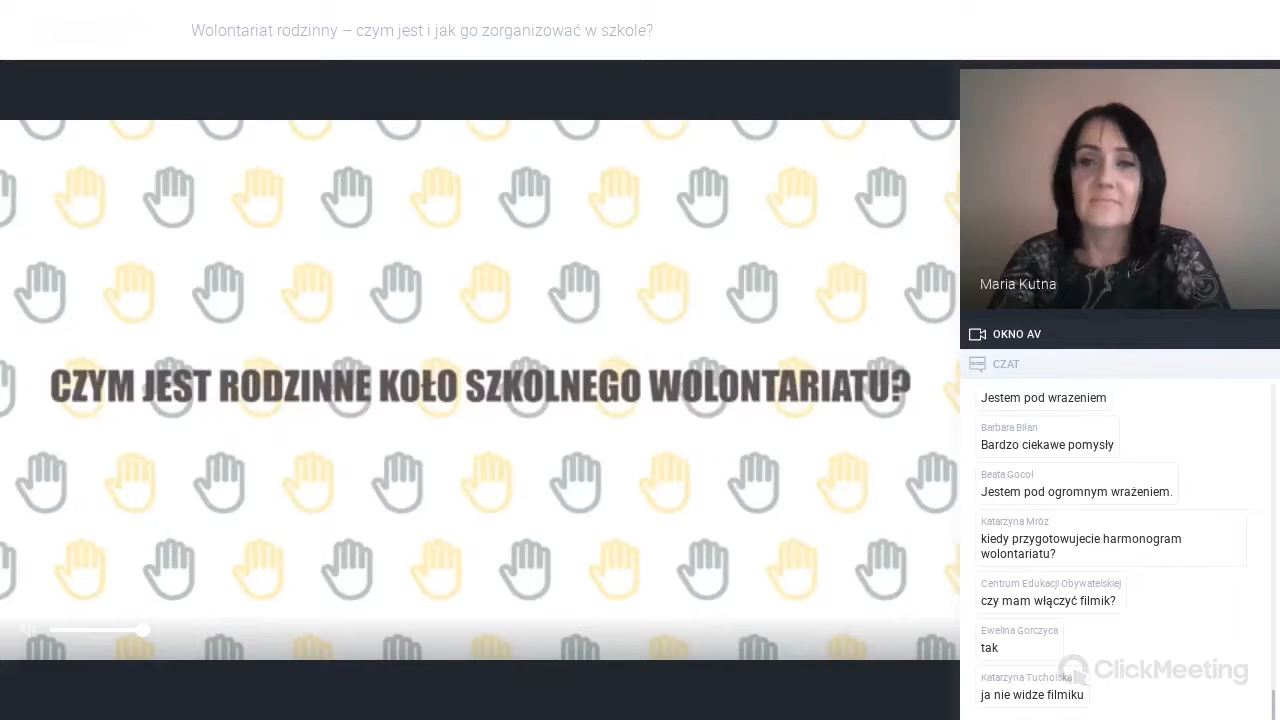 Wolontariat rodzinny – czym jest i jak go zorganizować w szkole?
CZYM JEST RODZINNE KOŁO SZKOLNEGO WOLONTARIATU?
Maria Kutna
OKNO AV
CZAT
Jestem pod wrazeniem
Barbara Bilan
Bardzo ciekawe pomysły
Beata Gocoł
Jestem pod ogromnym wrażeniem.
Katarzyna Mróz
kiedy przygotowujecie harmonogram
wolontariatu?
Centrum Edukacji Obywatelskiej
czy mam włączyć filmik?
Ewelina Gorczyca
tak
Katarzyna Tucholska
ja nie widze filmiku
ClickMeeting